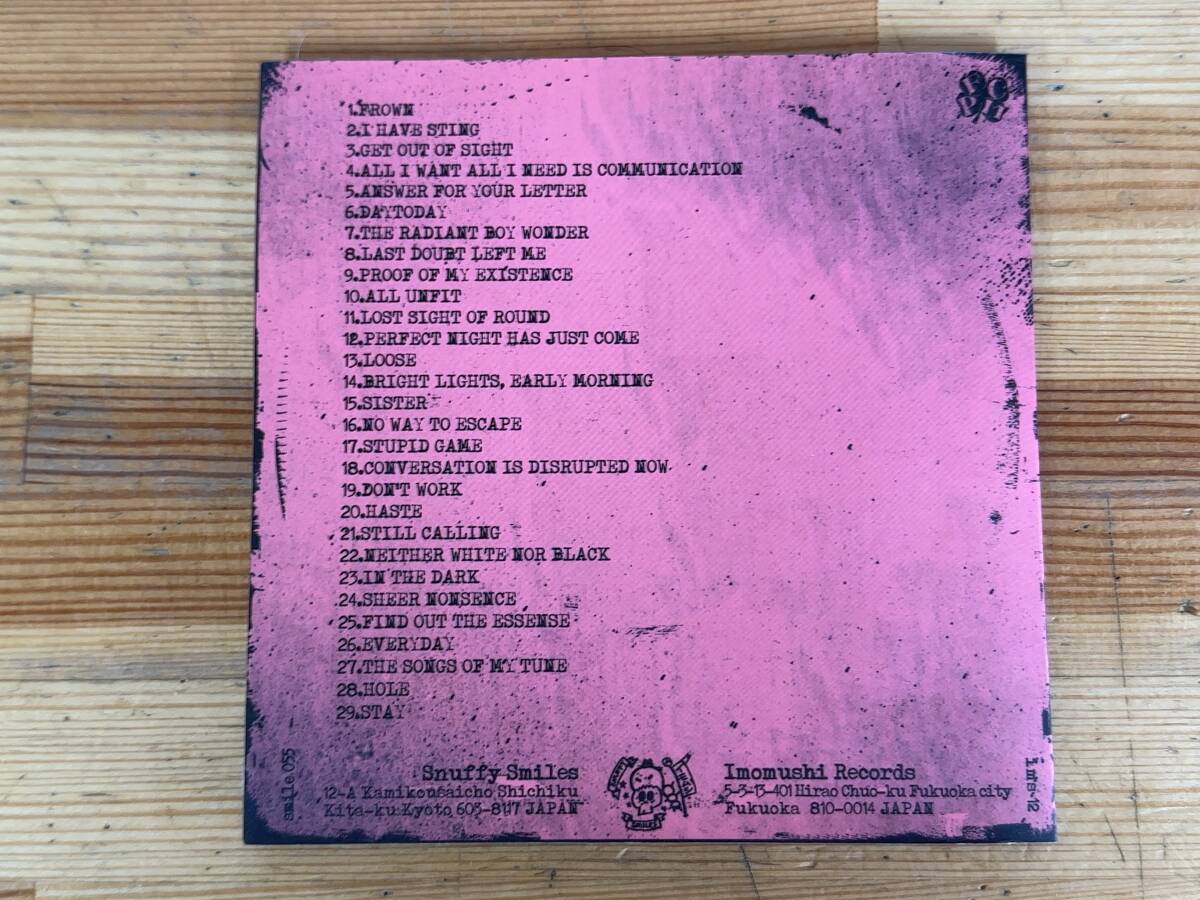 1.FROWN
2.I HAVE STING
3.GET OUT OF SIGHT
4.ALL I WANT ALL I NEED IS COMMUNICATION
5.ANSWER FOR YOUR LETTER
6.DAYTODAY
7.THE RADIANT BOY WONDER
8.LAST DOUBT LEFT ME
9.PROOF OF MY EXISTENCE
10.ALL UNFIT
11.LOST SIGHT OF ROUND
12.PERFECT NIGHT HAS JUST COME
13.LOOSE
14.BRIGHT LIGHTS, EARLY MORNING
15.SISTER
16.NO WAY TO ESCAPE
17.STUPID GAME
18.CONVERSATION IS DISRUPTED NOW
19.DON'T WORK
20.HASTE
21.STILL CALLING
22.NEITHER WHITE NOR BLACK
23.IN THE DARK
24.SHEER NONSENCE
25.FIND OUT THE ESSENSE
26.EVERYDAY
27.THE SONGS OF MY TUNE
28.HOLE
29.STAY
smile 055
Snuffy Smiles
12-A Kamikousaicho Shichiku
Kita-ku Kyoto 603-8117 JAPAN
SMILES
Imomushi Records
5-3-13-401 Hirao Chuo-ku Fukuoka city
Fukuoka 810-0014 JAPAN
ims-12